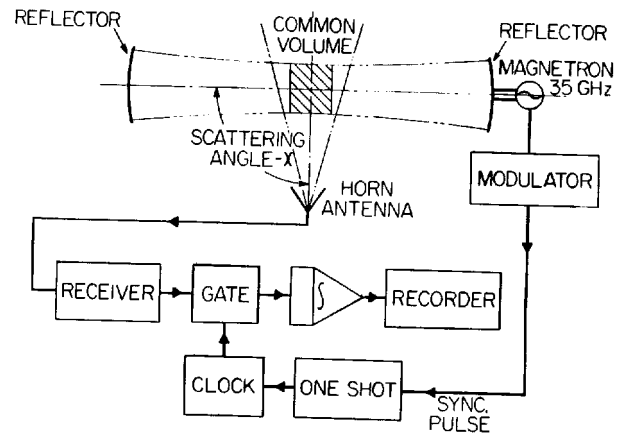 REFLECTOR
COMMON
VOLUME
REFLECTOR
MAGNETRON
35 GHz
SCATTERING
ANGLE-X
HORN
ANTENNA
MODULATOR
RECEIVER
GATE
∫
RECORDER
CLOCK
ONE SHOT
SYNC.
PULSE